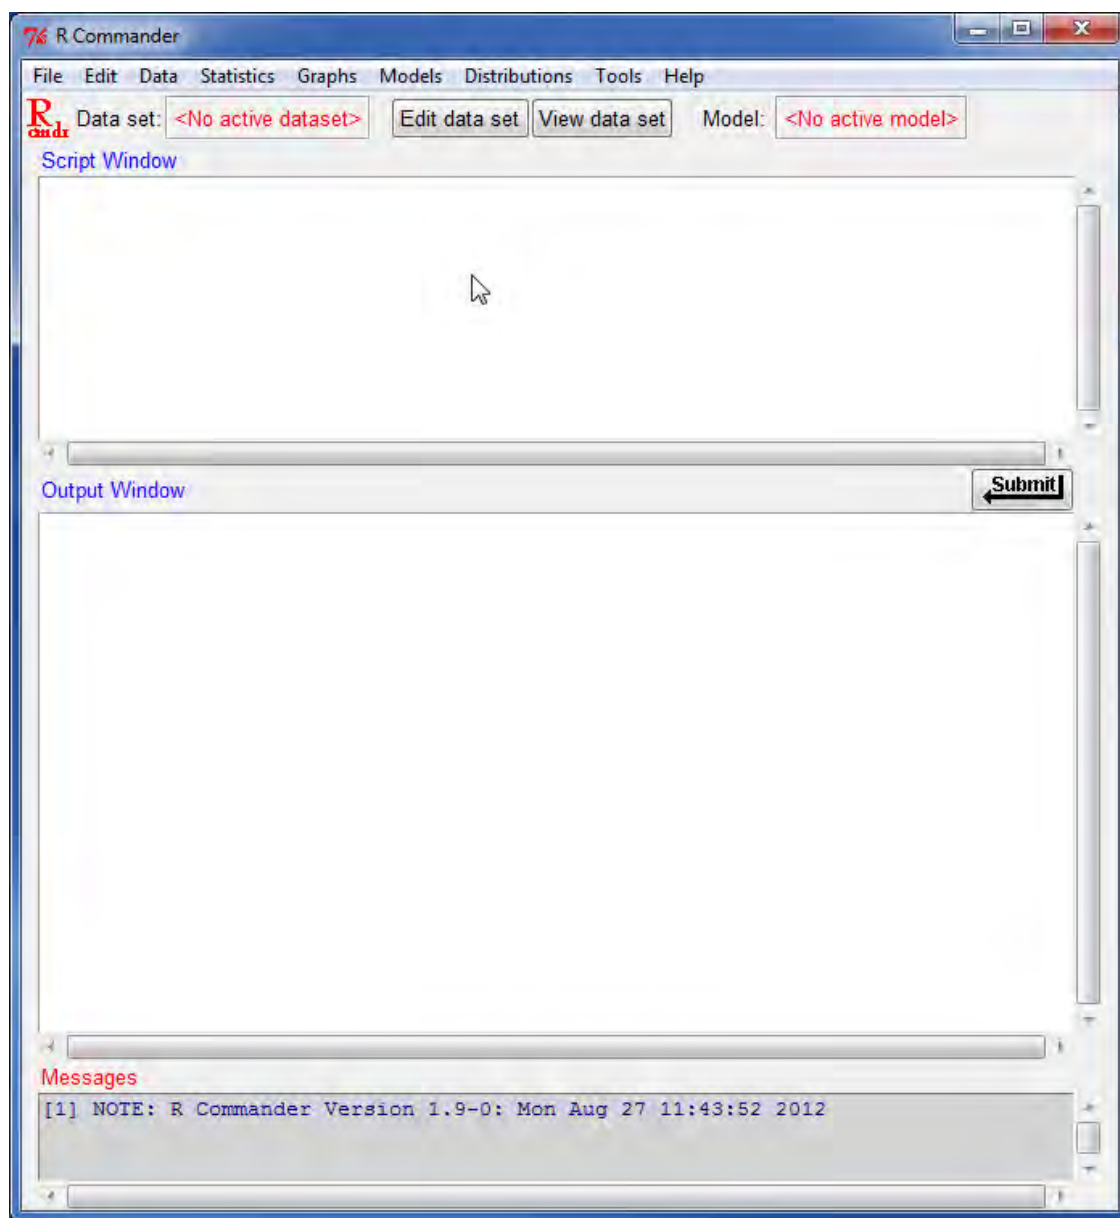 R Commander
File Edit Data Statistics Graphs Models Distributions Tools Help
R cmdr Data set: <No active dataset> Edit data set View data set Model: <No active model>
Script Window
Output Window Submit
Messages
[1] NOTE: R Commander Version 1.9-0: Mon Aug 27 11:43:52 2012